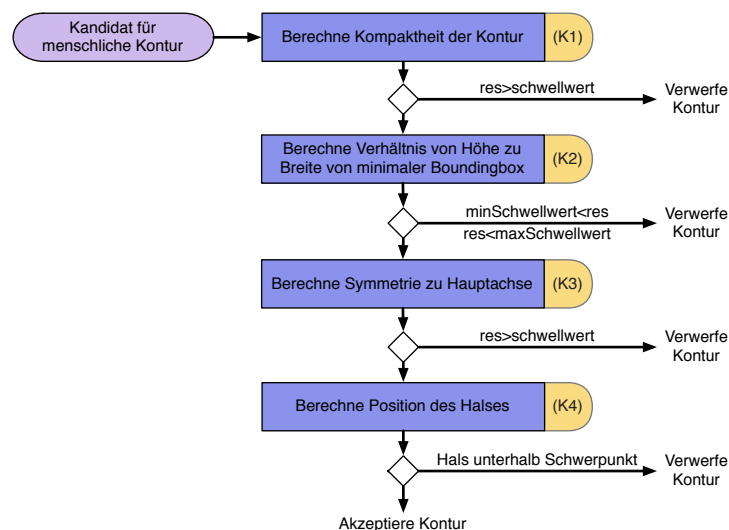 Kandidat für
menschliche Kontur
Berechne Kompaktheit der Kontur
(K1)
res>schwellwert
Verwerfe
Kontur
Berechne Verhältnis von Höhe zu
Breite von minimaler Boundingbox
(K2)
minSchwellwert<res
res<maxSchwellwert
Verwerfe
Kontur
Berechne Symmetrie zu Hauptachse
(K3)
res>schwellwert
Verwerfe
Kontur
Berechne Position des Halses
(K4)
Hals unterhalb Schwerpunkt
Verwerfe
Kontur
Akzeptiere Kontur